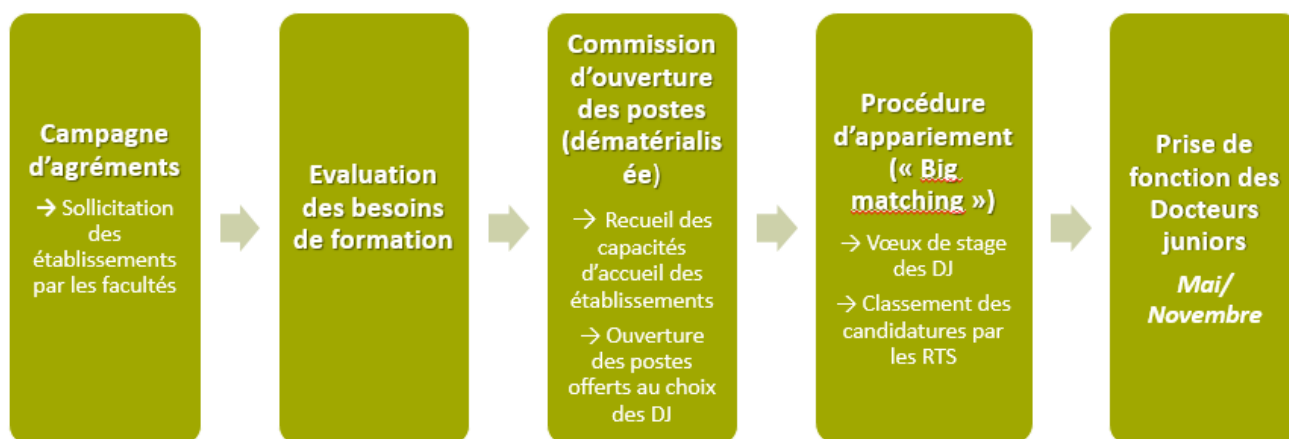 Campagne
d'agréments
→ Sollicitation
des
établissements
par les facultés
Evaluation
des besoins
de formation
Commission
d'ouverture
des postes
(dématérialis
ée)
→ Recueil des
capacités
d'accueil des
établissements
→ Ouverture
des postes
offerts au choix
des DJ
Procédure
d'appariement
(« Big
matching »)
→ Vœux de stage
des DJ
→ Classement des
candidatures par
les RTS
Prise de
fonction des
Docteurs
juniors
Mai/
Novembre